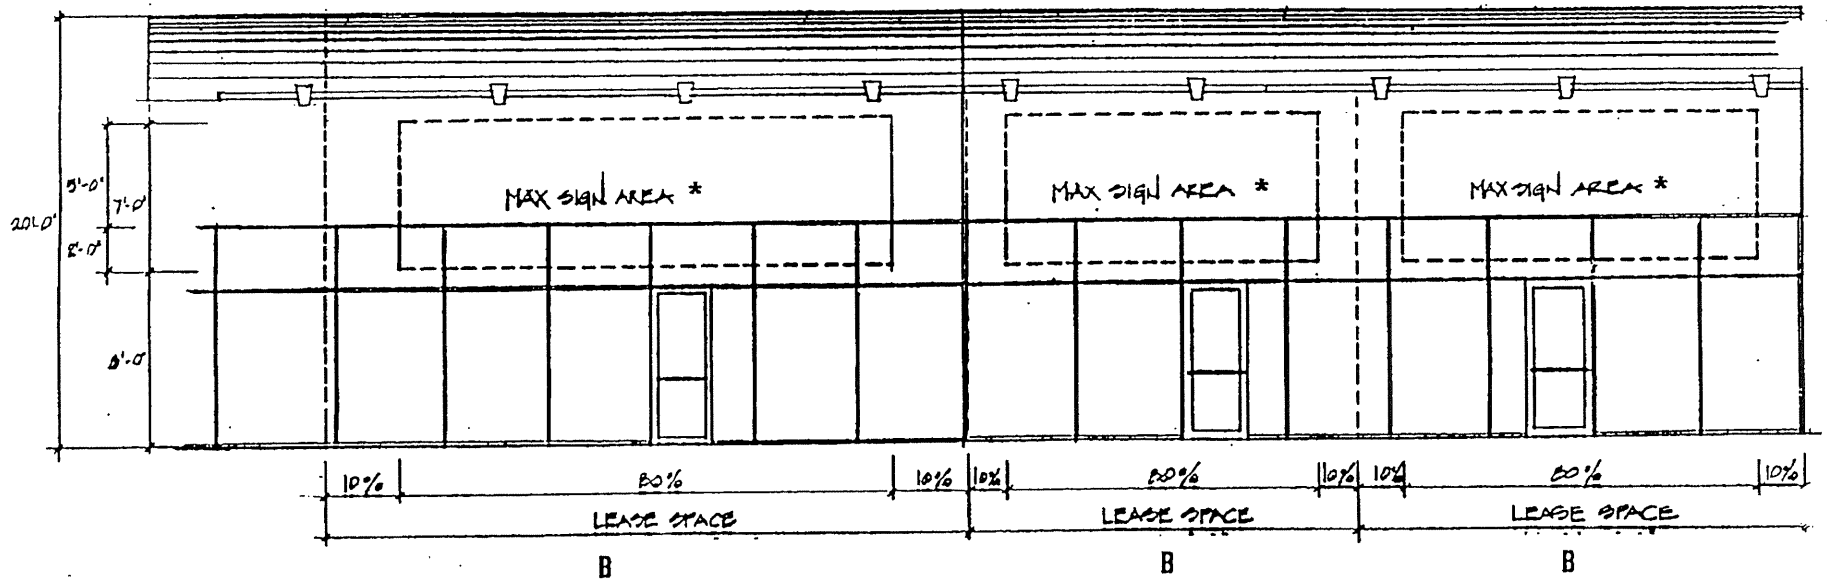 MAX SIGN AREA *
MAX SIGN AREA *
MAX SIGN AREA *
5'-0"
7'-0"
20'-0"
2'-0"
8'-0"
10% 80% 10% 10% 80% 10% 10% 80% 10%
LEASE SPACE LEASE SPACE LEASE SPACE
B B B